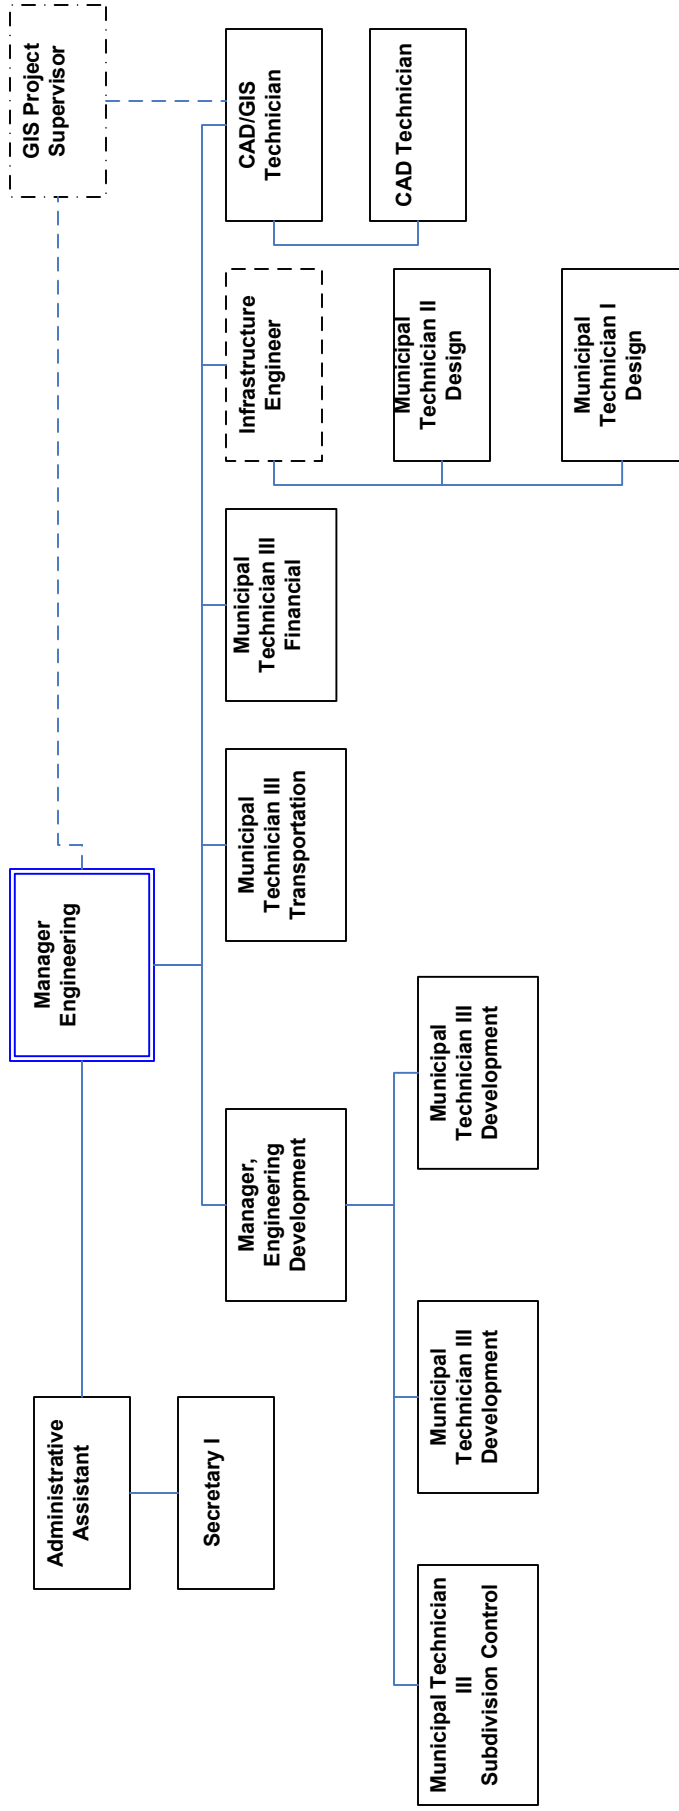 Manager
Engineering
GIS Project
Supervisor
Administrative
Assistant
Secretary I
Manager,
Engineering
Development
Municipal
Technician III
Transportation
Municipal
Technician III
Financial
Infrastructure
Engineer
CAD/GIS
Technician
CAD Technician
Municipal
Technician II
Design
Municipal
Technician I
Design
Municipal Technician
III
Subdivision Control
Municipal
Technician III
Development
Municipal
Technician III
Development